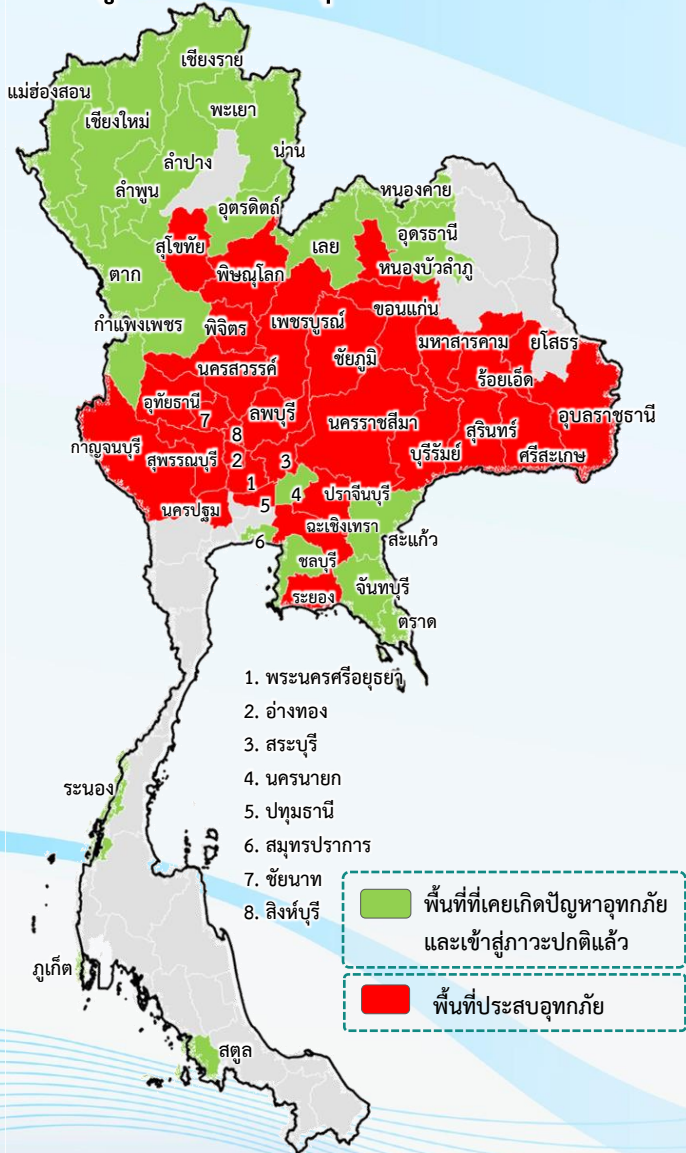 เชียงราย
แม่ฮ่องสอน
พะเยา
เชียงใหม่
น่าน
ลำปาง
ลำพูน
หนองคาย
อุตรดิตถ์
อุดรธานี
สุโขทัย
เลย
ตาก
พิษณุโลก
หนองบัวลำภู
ขอนแก่น
กำแพงเพชร
พิจิตร
เพชรบูรณ์
มหาสารคาม
ยโสธร
ชัยภูมิ
นครสวรรค์
ร้อยเอ็ด
อุทัยธานี
7
ลพบุรี
อุบลราชธานี
นครราชสีมา
สุรินทร์
8
กาญจนบุรี
สุพรรณบุรี
2
3
บุรีรัมย์
ศรีสะเกษ
1
4
ปราจีนบุรี
นครปฐม
5
ฉะเชิงเทรา
6
สระแก้ว
ชลบุรี
จันทบุรี
ระยอง
ตราด
1. พระนครศรีอยุธยา
2. อ่างทอง
3. สระบุรี
4. นครนายก
5. ปทุมธานี
6. สมุทรปราการ
7. ชัยนาท
8. สิงห์บุรี
ระนอง
ภูเก็ต
สตูล
พื้นที่ที่เคยเกิดปัญหาอุทกภัย
และเข้าสู่ภาวะปกติแล้ว
พื้นที่ประสบอุทกภัย